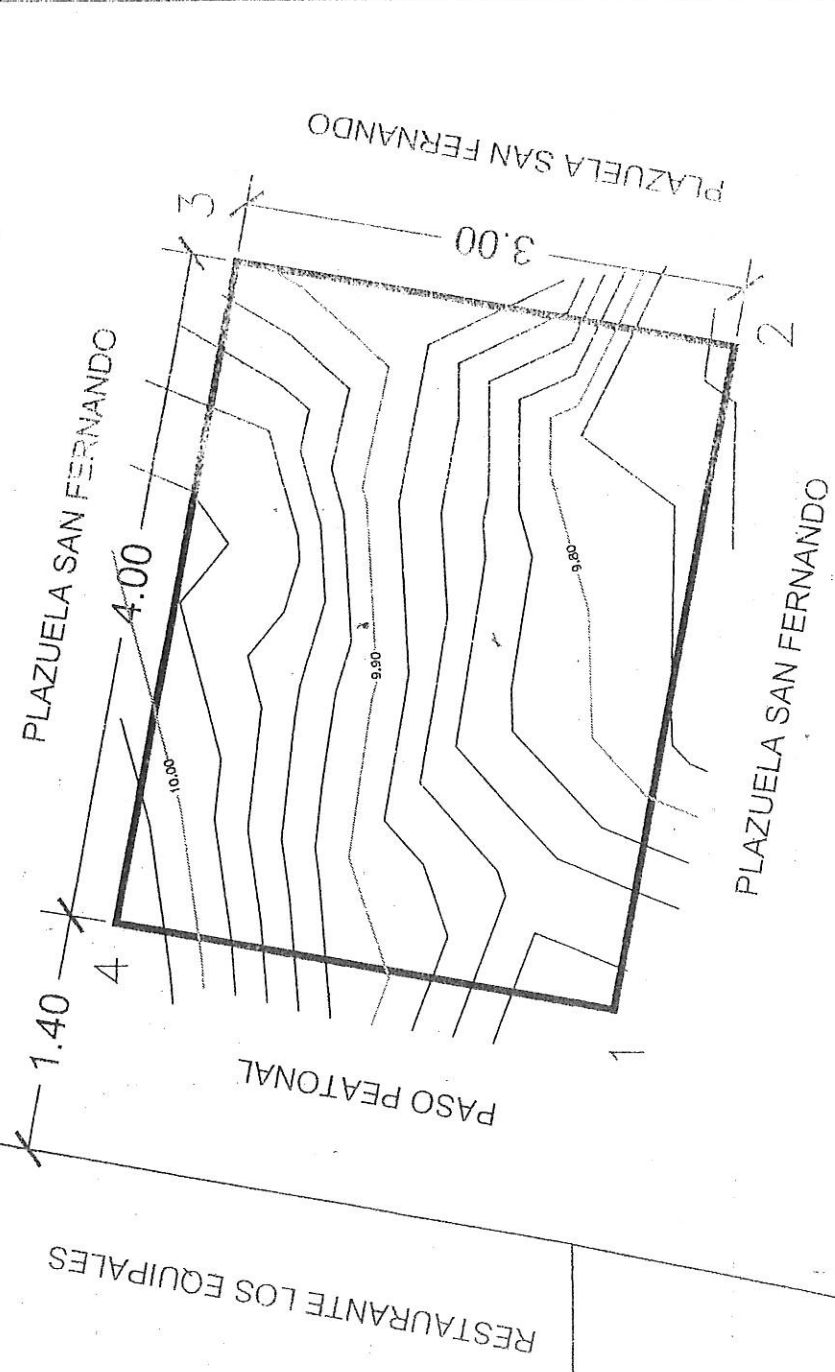 PLAZUELA SAN FERNANDO
3
3.00
PLAZUELA SAN FERNANDO
4.00
10.00
9.90
9.80
2
4
1.40
1
PASO PEATONAL
PLAZUELA SAN FERNANDO
RESTAURANTE LOS EQUIPALES